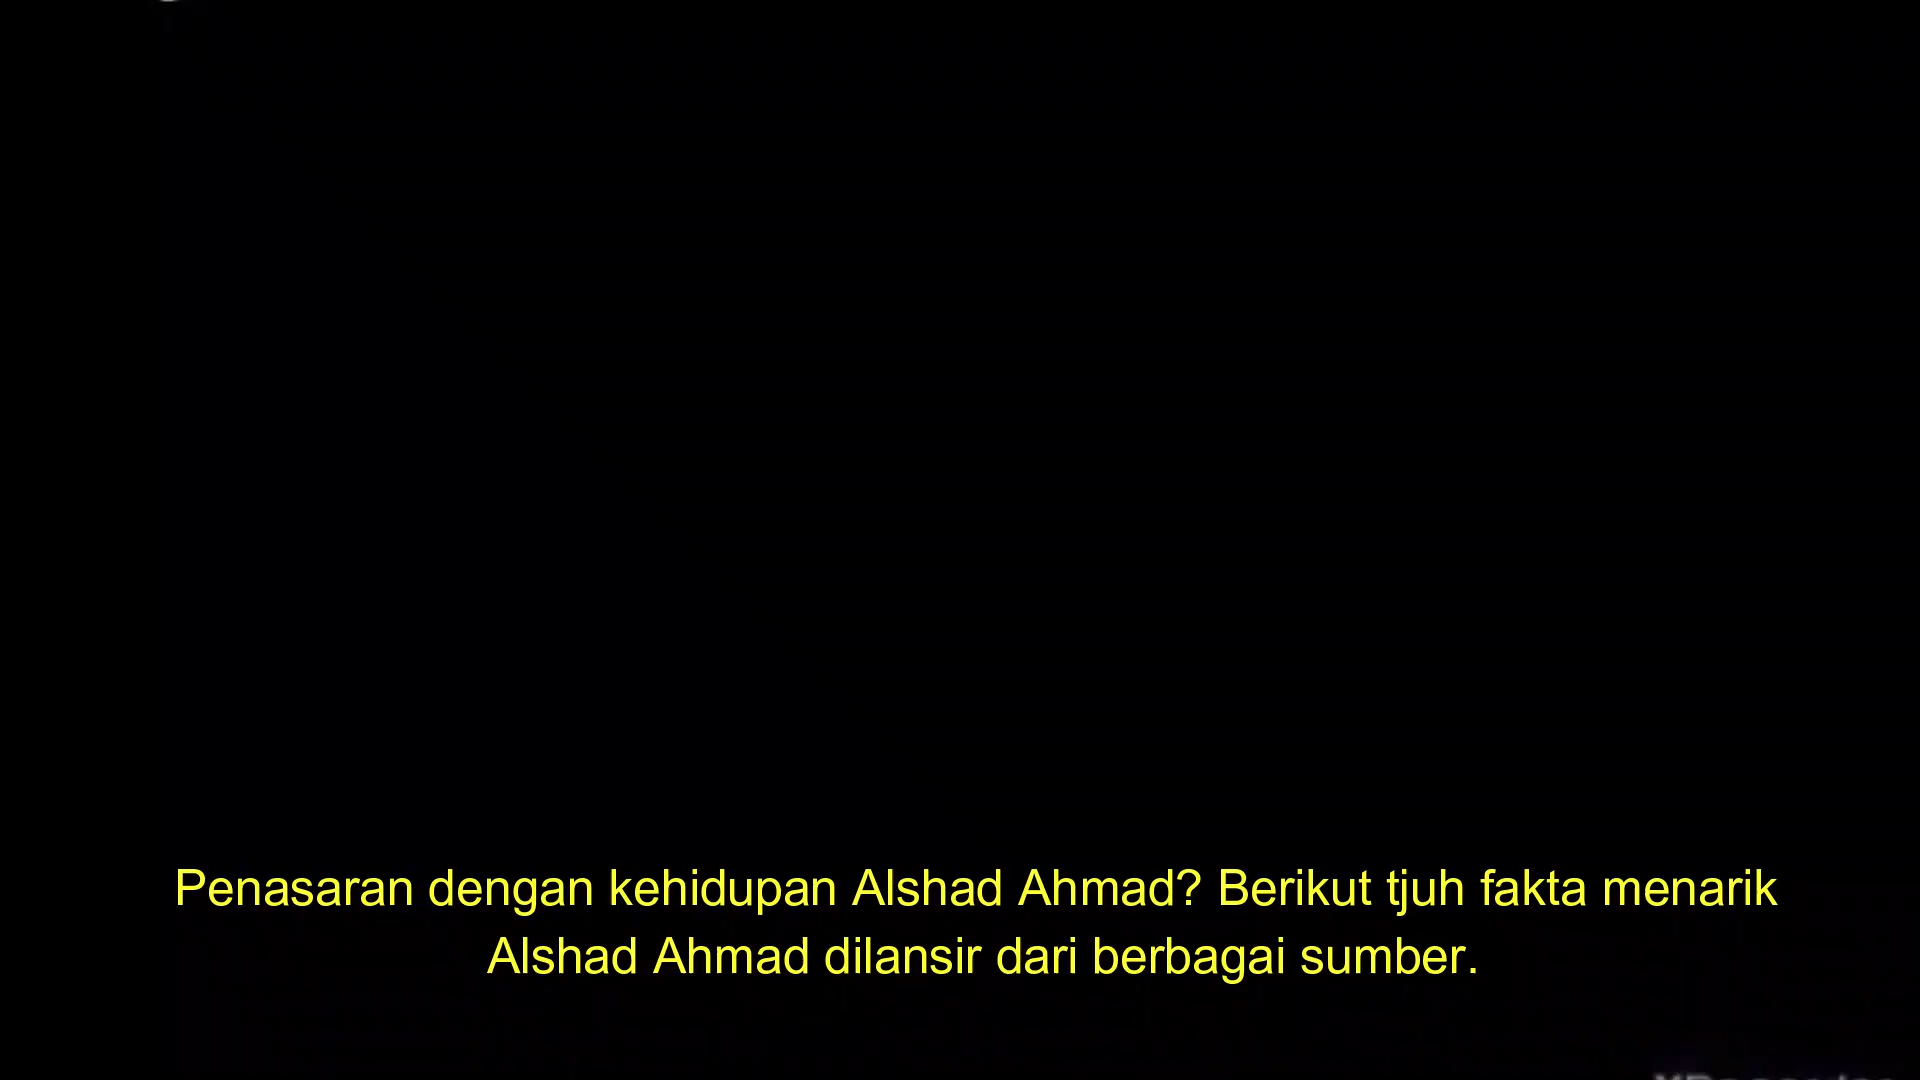 Penasaran dengan kehidupan Alshad Ahmad? Berikut tjuh fakta menarik
Alshad Ahmad dilansir dari berbagai sumber.